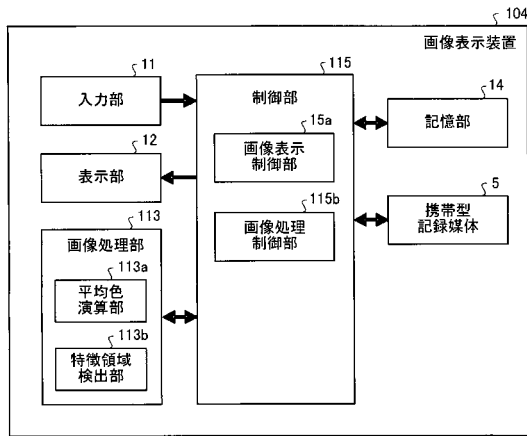 104
画像表示装置
11
入力部
12
表示部
113
画像処理部
113a
平均色
演算部
113b
特徴領域
検出部
115
制御部
15a
画像表示
制御部
115b
画像処理
制御部
14
記憶部
5
携帯型
記録媒体